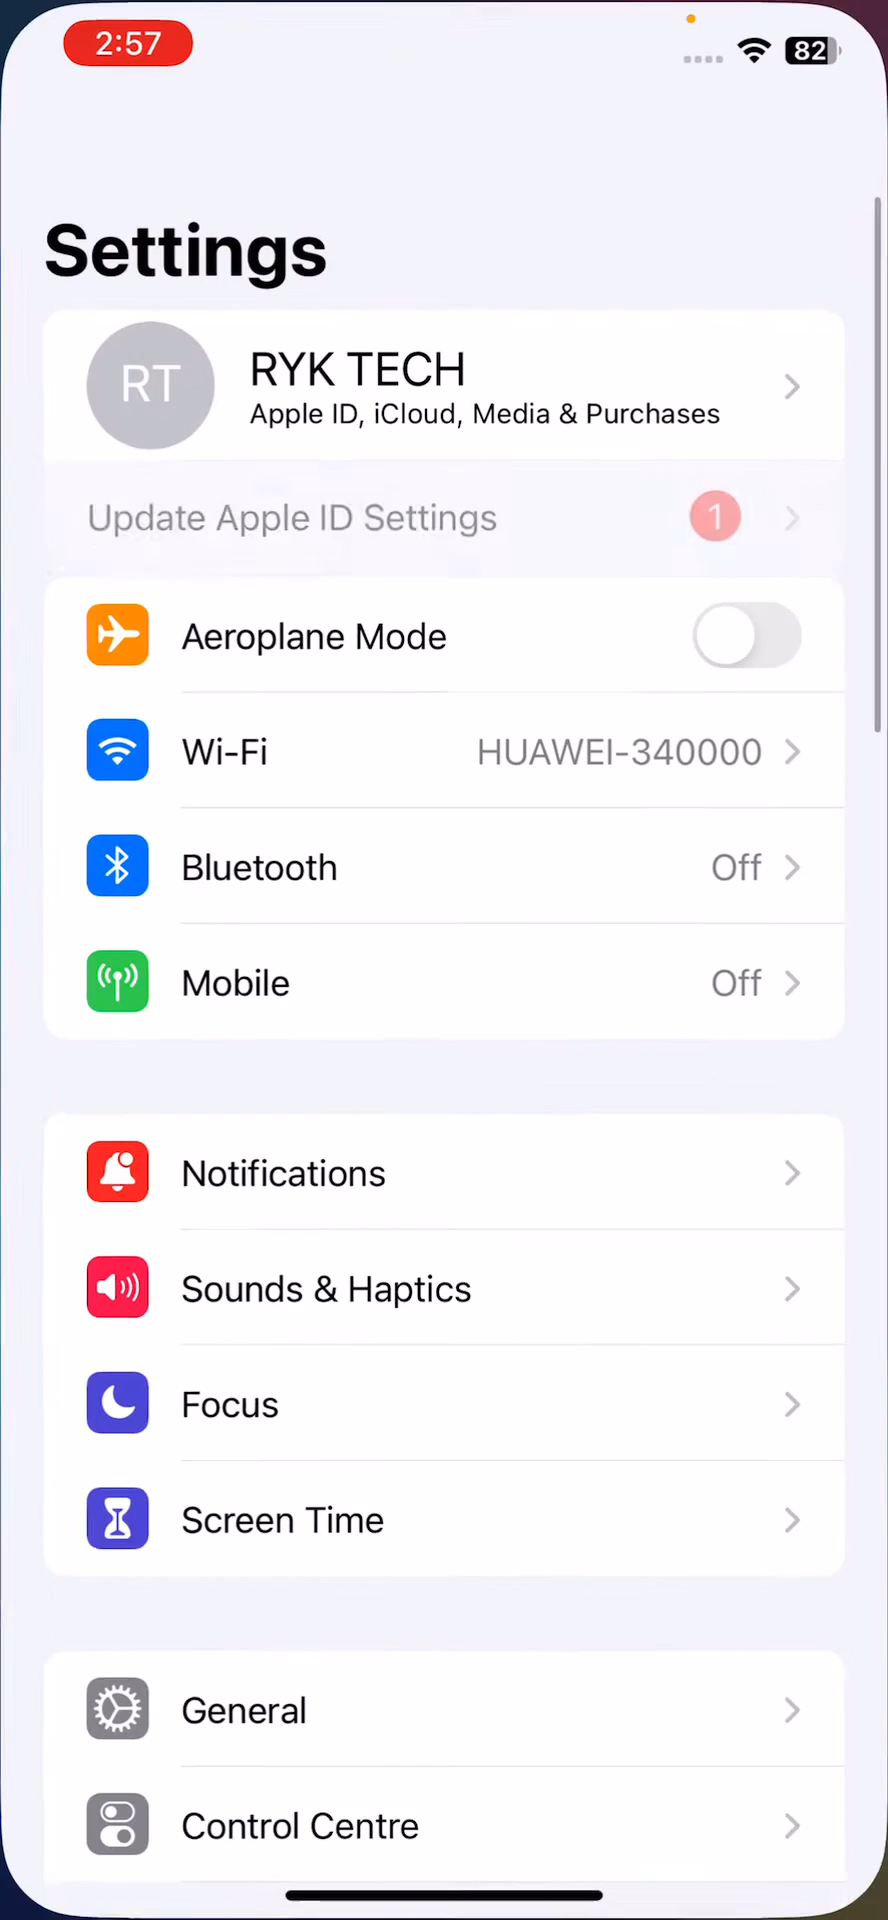 2:57
82
Settings
RT
RYK TECH
Apple ID, iCloud, Media & Purchases
Update Apple ID Settings
1
Aeroplane Mode
Wi-Fi
HUAWEI-340000
Bluetooth
Off
Mobile
Off
Notifications
Sounds & Haptics
Focus
Screen Time
General
Control Centre